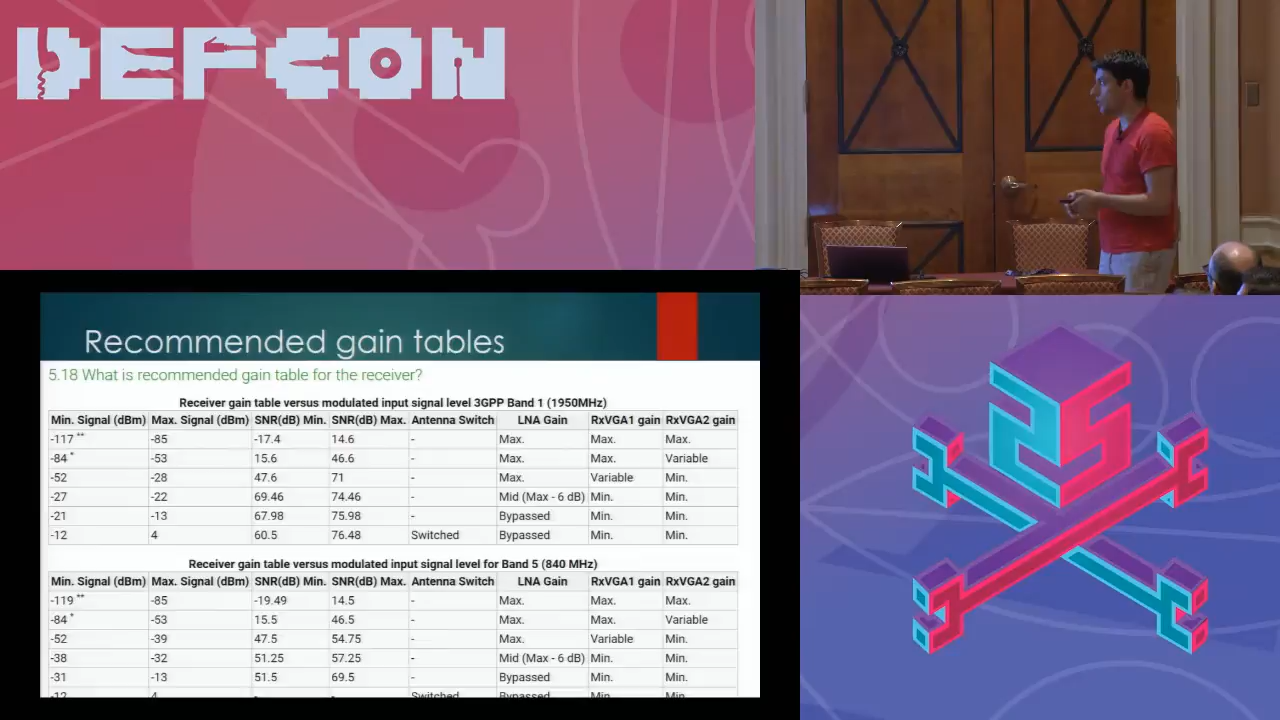 DEFCON
Recommended gain tables
5.18 What is recommended gain table for the receiver?
Receiver gain table versus modulated input signal level 3GPP Band 1 (1950MHz)
Min. Signal (dBm) Max. Signal (dBm) SNR(dB) Min. SNR(dB) Max. Antenna Switch LNA Gain RxVGA1 gain RxVGA2 gain
-117 ** -85 -17.4 14.6 - Max. Max. Max.
-84 * -53 15.6 46.6 - Max. Max. Variable
-52 -28 47.6 71 - Max. Variable Min.
-27 -22 69.46 74.46 - Mid (Max - 6 dB) Min. Min.
-21 -13 67.98 75.98 - Bypassed Min. Min.
-12 4 60.5 76.48 Switched Bypassed Min. Min.
Receiver gain table versus modulated input signal level for Band 5 (840 MHz)
Min. Signal (dBm) Max. Signal (dBm) SNR(dB) Min. SNR(dB) Max. Antenna Switch LNA Gain RxVGA1 gain RxVGA2 gain
-119 ** -85 -19.49 14.5 - Max. Max. Max.
-84 * -53 15.5 46.5 - Max. Max. Variable
-52 -39 47.5 54.75 - Max. Variable Min.
-38 -32 51.25 57.25 - Mid (Max - 6 dB) Min. Min.
-31 -13 51.5 69.5 - Bypassed Min. Min.
-12 4 - - Switched Bypassed Min. Min.
25